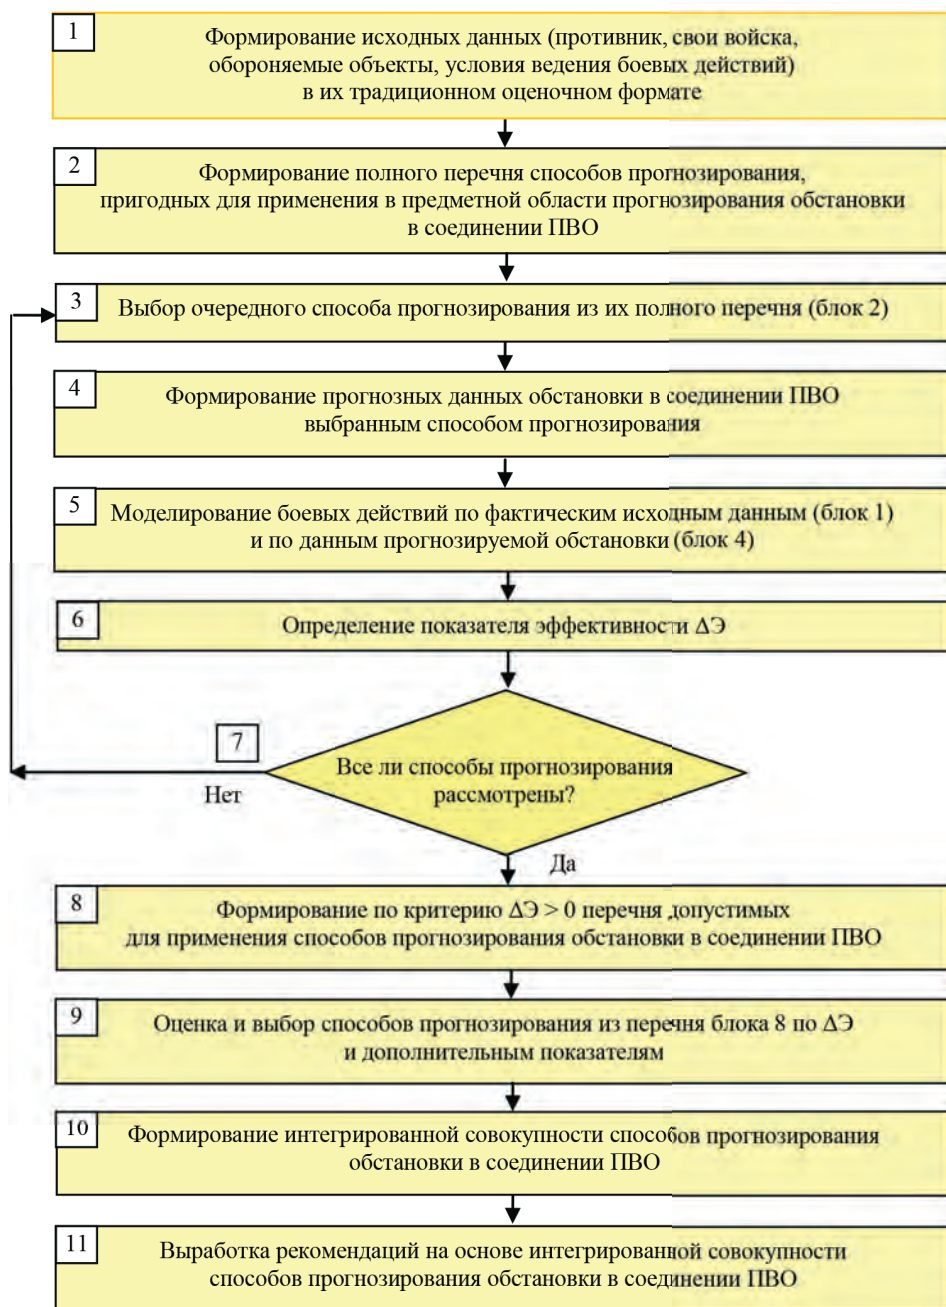 1
Формирование исходных данных (противник, свои войска,
обороняемые объекты, условия ведения боевых действий)
в их традиционном оценочном формате
2
Формирование полного перечня способов прогнозирования,
пригодных для применения в предметной области прогнозирования обстановки
в соединении ПВО
3
Выбор очередного способа прогнозирования из их полного перечня (блок 2)
4
Формирование прогнозных данных обстановки в соединении ПВО
выбранным способом прогнозирования
5
Моделирование боевых действий по фактическим исходным данным (блок 1)
и по данным прогнозируемой обстановки (блок 4)
6
Определение показателя эффективности ΔЭ
7
Все ли способы прогнозирования
рассмотрены?
Нет
Да
8
Формирование по критерию ΔЭ > 0 перечня допустимых
для применения способов прогнозирования обстановки в соединении ПВО
9
Оценка и выбор способов прогнозирования из перечня блока 8 по ΔЭ
и дополнительным показателям
10
Формирование интегрированной совокупности способов прогнозирования
обстановки в соединении ПВО
11
Выработка рекомендаций на основе интегрированной совокупности
способов прогнозирования обстановки в соединении ПВО